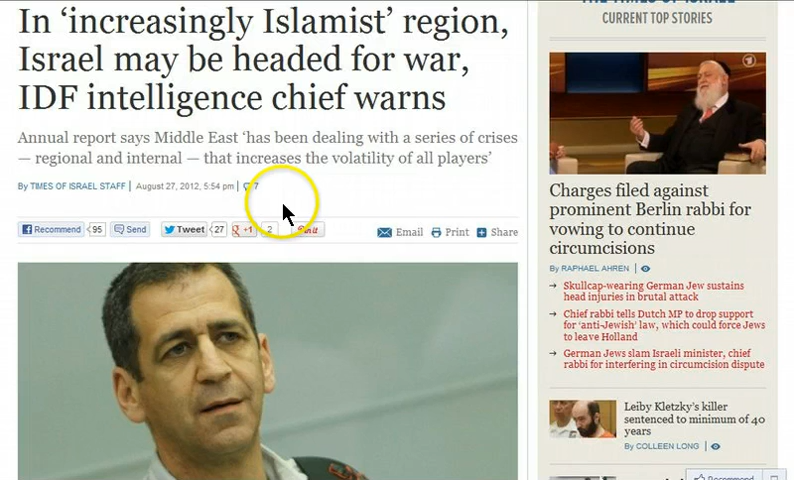 In ‘increasingly Islamist’ region,
Israel may be headed for war,
IDF intelligence chief warns
Annual report says Middle East ‘has been dealing with a series of crises
— regional and internal — that increases the volatility of all players’
By TIMES OF ISRAEL STAFF | August 27, 2012, 5:54 pm | 7
Recommend 95 Send Tweet 27 +1 2
Email Print Share
THE TIMES OF ISRAEL
CURRENT TOP STORIES
Charges filed against
prominent Berlin rabbi for
vowing to continue
circumcisions
By RAPHAEL AHREN |
Skullcap-wearing German Jew sustains
head injuries in brutal attack
Chief rabbi tells Dutch MP to drop support
for ‘anti-Jewish’ law, which could force Jews
to leave Holland
German Jews slam Israeli minister, chief
rabbi for interfering in circumcision dispute
Leiby Kletzky’s killer
sentenced to minimum of 40
years
By COLLEEN LONG |
Recommend